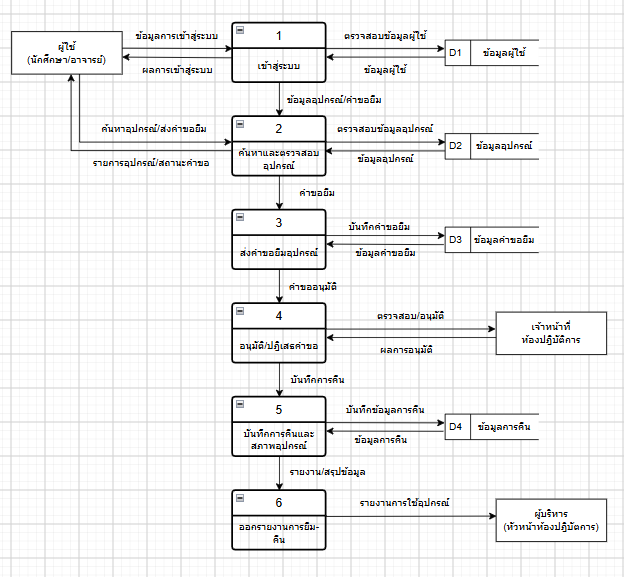 1
ข้อมูลการเข้าสู่ระบบ
ตรวจสอบข้อมูลผู้ใช้
ผู้ใช้
(นักศึกษา/อาจารย์)
D1
ข้อมูลผู้ใช้
ผลการเข้าสู่ระบบ
เข้าสู่ระบบ
ข้อมูลผู้ใช้
ข้อมูลอุปกรณ์/คำขอยืม
2
ค้นหาอุปกรณ์/ส่งคำขอยืม
ตรวจสอบข้อมูลอุปกรณ์
D2
ข้อมูลอุปกรณ์
รายการอุปกรณ์/สถานะคำขอ
ค้นหาและตรวจสอบ
อุปกรณ์
ข้อมูลอุปกรณ์
คำขอยืม
3
บันทึกคำขอยืม
D3
ข้อมูลคำขอยืม
ส่งคำขอยืมอุปกรณ์
ข้อมูลคำขอยืม
คำขออนุมัติ
4
ตรวจสอบ/อนุมัติ
เจ้าหน้าที่
ห้องปฏิบัติการ
อนุมัติ/ปฏิเสธคำขอ
ผลการอนุมัติ
บันทึกการคืน
5
บันทึกข้อมูลการคืน
D4
ข้อมูลการคืน
บันทึกการคืนและ
สภาพอุปกรณ์
ข้อมูลการคืน
รายงาน/สรุปข้อมูล
6
รายงานการใช้อุปกรณ์
ผู้บริหาร
(หัวหน้าห้องปฏิบัตการ)
ออกรายงานการยืม-
คืน